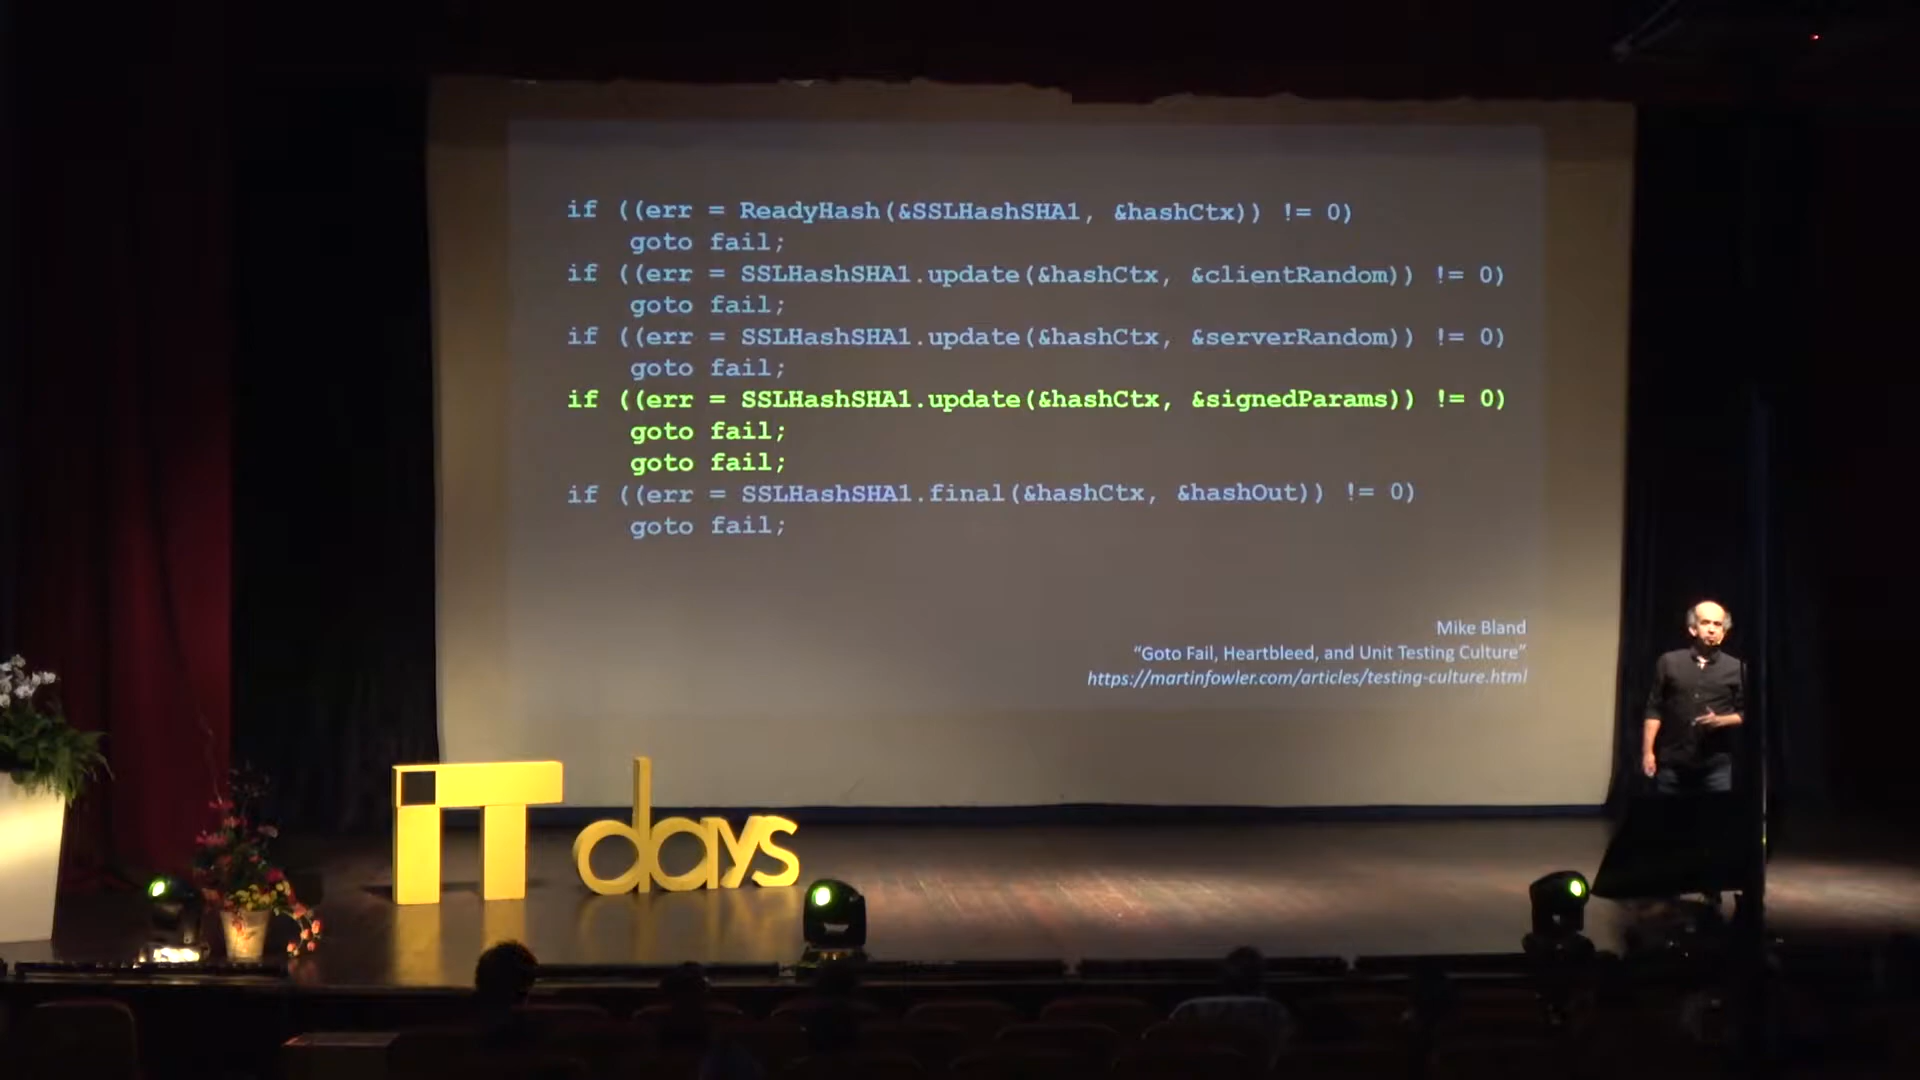 if ((err = ReadyHash(&SSLHashSHA1, &hashCtx)) != 0)
goto fail;
if ((err = SSLHashSHA1.update(&hashCtx, &clientRandom)) != 0)
goto fail;
if ((err = SSLHashSHA1.update(&hashCtx, &serverRandom)) != 0)
goto fail;
if ((err = SSLHashSHA1.update(&hashCtx, &signedParams)) != 0)
goto fail;
goto fail;
if ((err = SSLHashSHA1.final(&hashCtx, &hashOut)) != 0)
goto fail;
Mike Bland
“Goto Fail, Heartbleed, and Unit Testing Culture”
https://martinfowler.com/articles/testing-culture.html
IT days